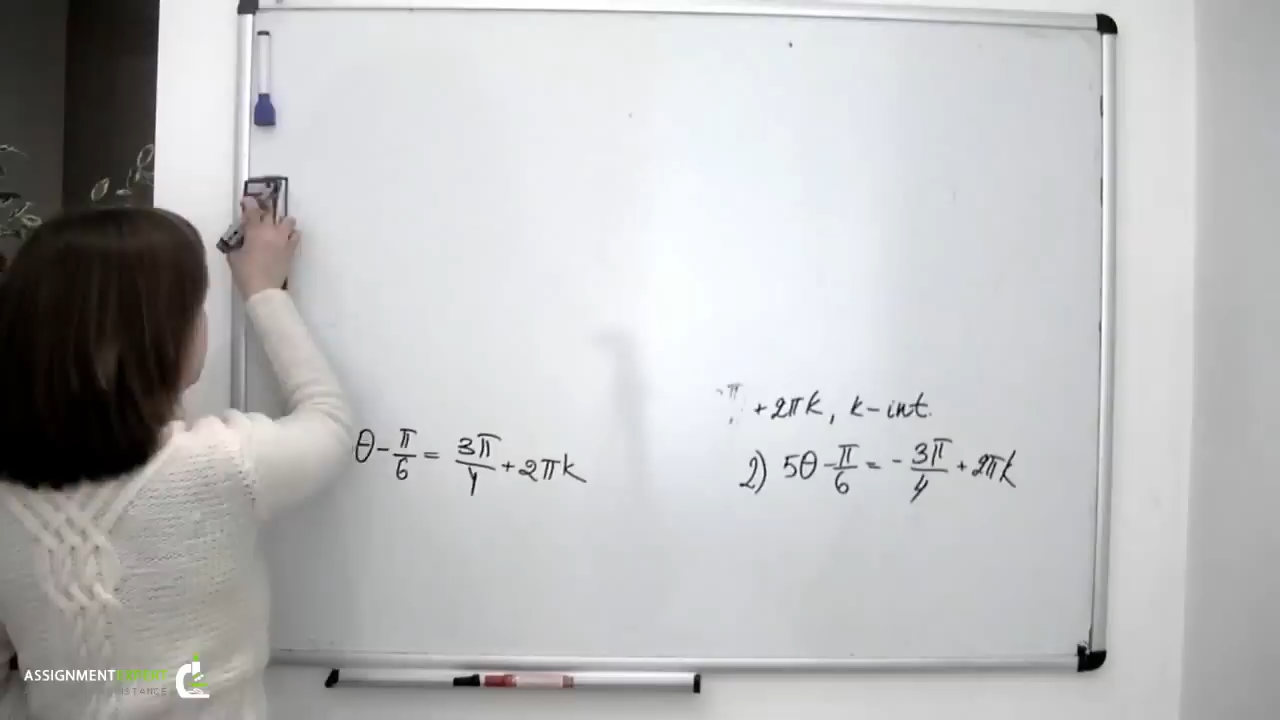 π + 2πk, k-int.
θ - π/6 = 3π/4 + 2πk
2) 5θ - π/6 = - 3π/4 + 2πk
ASSIGNMENTEXPERT